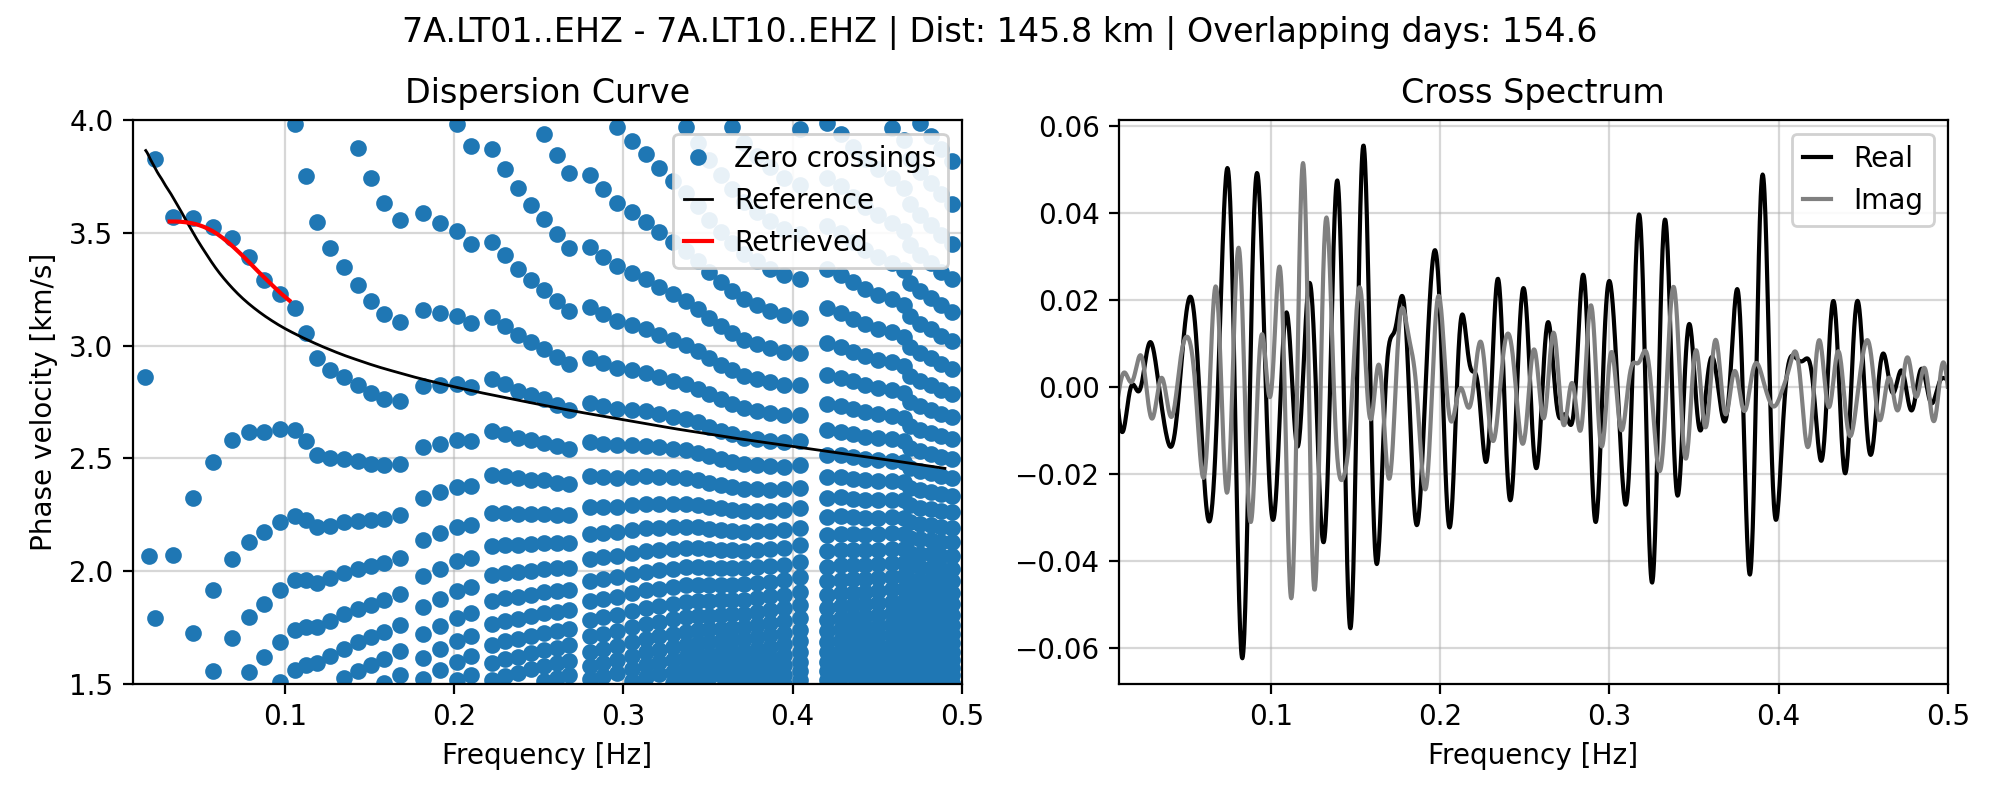 7A.LT01..EHZ - 7A.LT10..EHZ | Dist: 145.8 km | Overlapping days: 154.6
Dispersion Curve
4.0
3.5
3.0
2.5
2.0
1.5
Phase velocity [km/s]
0.1 0.2 0.3 0.4 0.5
Frequency [Hz]
Zero crossings
Reference
Retrieved
Cross Spectrum
0.06
0.04
0.02
0.00
−0.02
−0.04
−0.06
0.1 0.2 0.3 0.4 0.5
Frequency [Hz]
Real
Imag